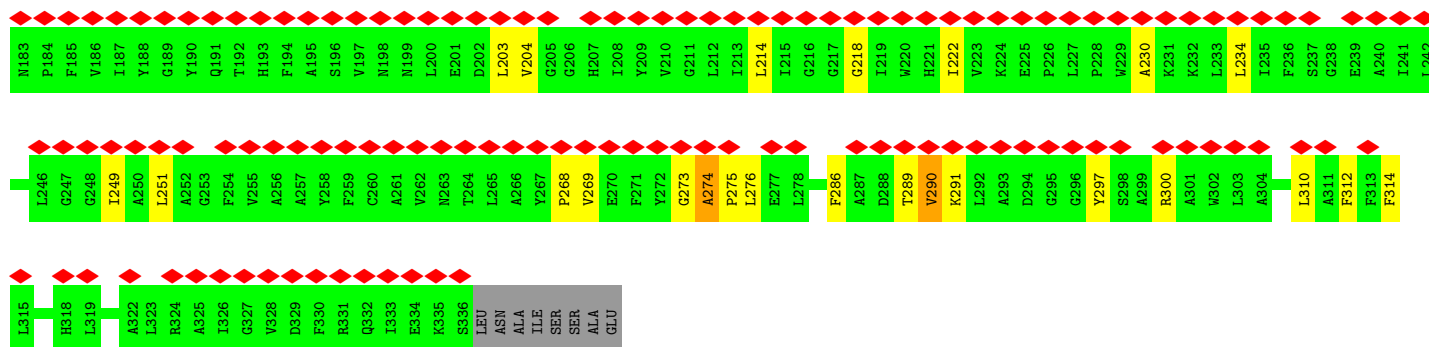 N183 P184 F185 V186 I187 Y188 G189 Y190 Q191 T192 H193 F194 A195 S196 V197 N198 N199 L200 E201 D202 L203 V204 G205 G206 H207 I208 Y209 V210 G211 L212 I213 L214 I215 G216 G217 G218 I219 W220 H221 I222 V223 K224 E225 P226 L227 P228 W229 A230 K231 K232 L233 L234 I235 F236 S237 G238 E239 A240 I241 L242
L246 G247 G248 I249 A250 L251 A252 G253 F254 V255 A256 A257 Y258 F259 C260 A261 V262 N263 T264 L265 A266 Y267 P268 V269 E270 F271 Y272 G273 A274 P275 L276 E277 L278 F286 A287 D288 T289 V290 K291 L292 A293 D294 G295 G296 Y297 S298 A299 R300 A301 W302 L303 A304 L310 A311 F312 F313 F314
L315 H318 L319 A322 L323 R324 A325 I326 G327 V328 D329 F330 R331 Q332 I333 E334 K335 S336 LEU ASN ALA ILE SER SER ALA GLU